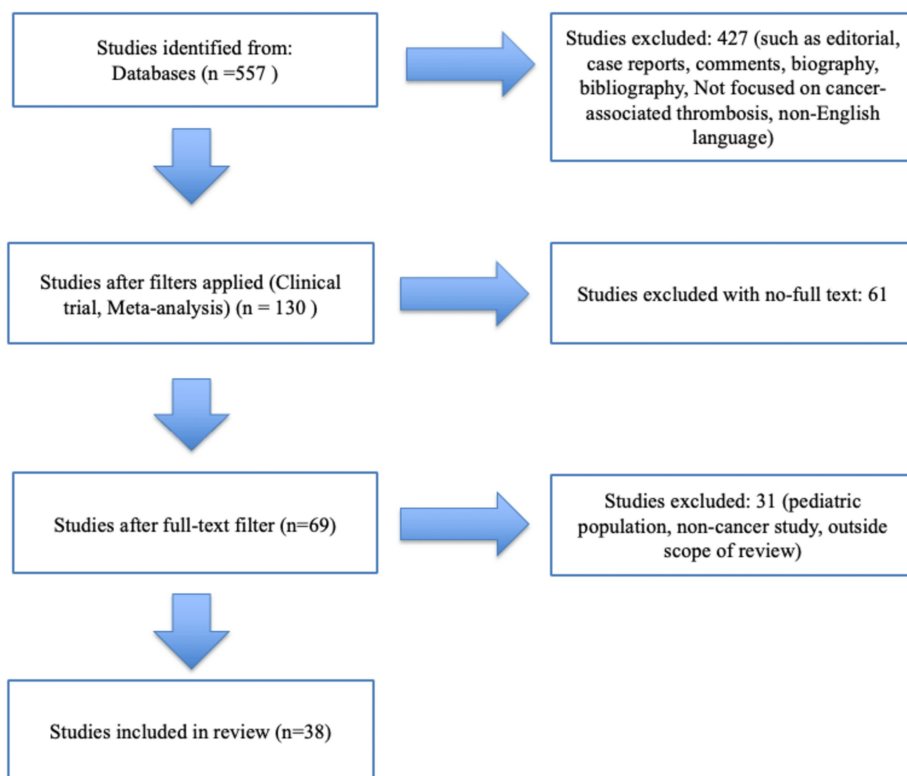 Studies identified from:
Databases (n =557 )
Studies excluded: 427 (such as editorial,
case reports, comments, biography,
bibliography, Not focused on cancer-
associated thrombosis, non-English
language)
Studies after filters applied (Clinical
trial, Meta-analysis) (n = 130 )
Studies excluded with no-full text: 61
Studies after full-text filter (n=69)
Studies excluded: 31 (pediatric
population, non-cancer study, outside
scope of review)
Studies included in review (n=38)